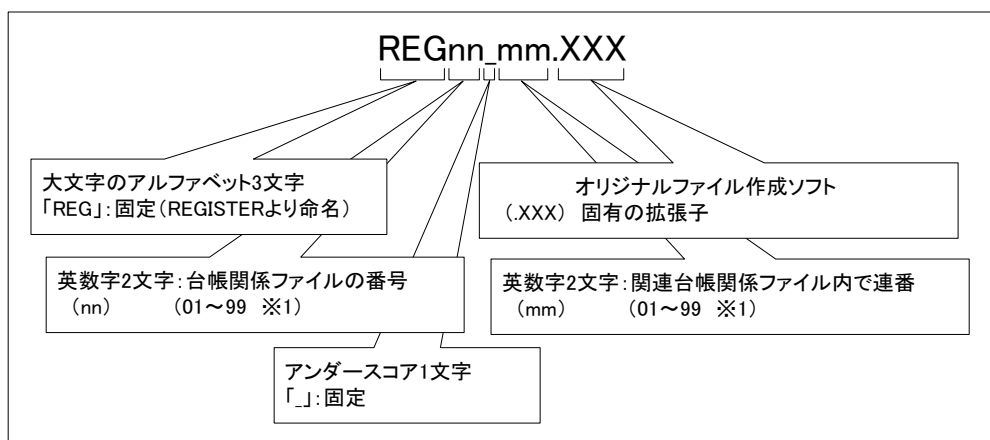 REGnn_mm.XXX
大文字のアルファベット3文字
「REG」:固定(REGISTERより命名)
オリジナルファイル作成ソフト
(.XXX) 固有の拡張子
英数字2文字:台帳関係ファイルの番号
(nn) (01~99 ※1)
英数字2文字:関連台帳関係ファイル内で連番
(mm) (01~99 ※1)
アンダースコア1文字
「_」:固定